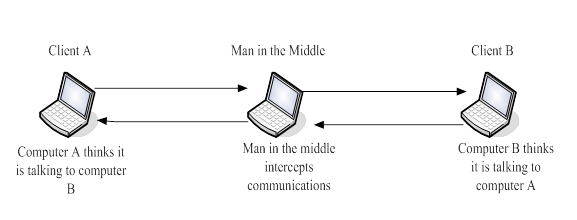 Client A
Man in the Middle
Client B
Computer A thinks it
is talking to computer
B
Man in the middle
intercepts
communications
Computer B thinks
it is talking to
computer A